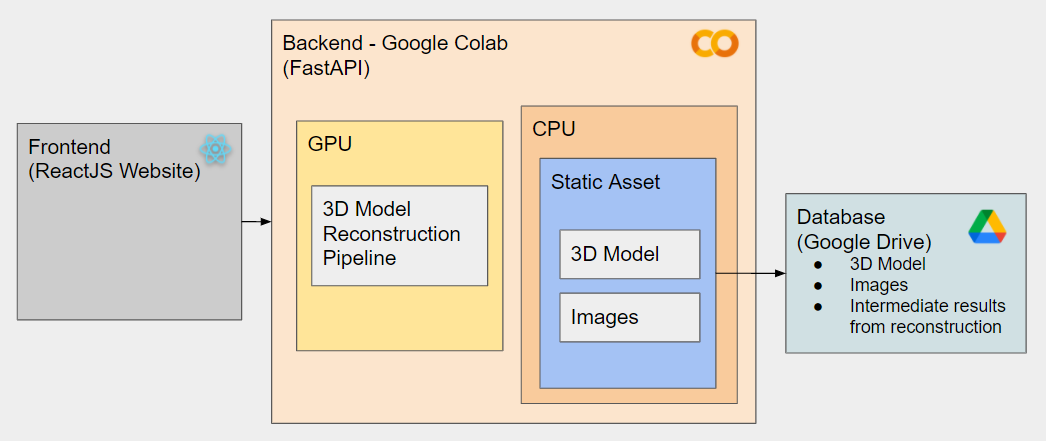 Frontend
(ReactJS Website)
Backend - Google Colab
(FastAPI)
GPU
3D Model
Reconstruction
Pipeline
CPU
Static Asset
3D Model
Images
Database
(Google Drive)
● 3D Model
● Images
● Intermediate results
from reconstruction